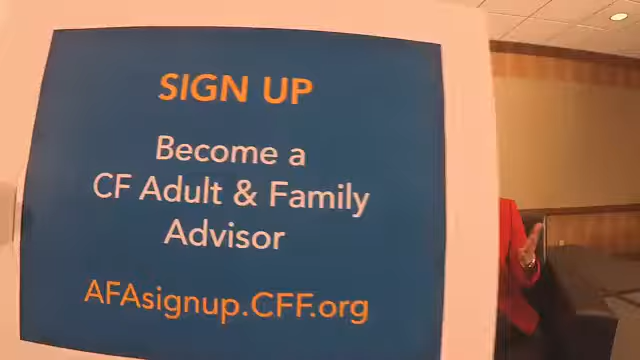 SIGN UP
Become a
CF Adult & Family
Advisor
AFAsignup.CFF.org